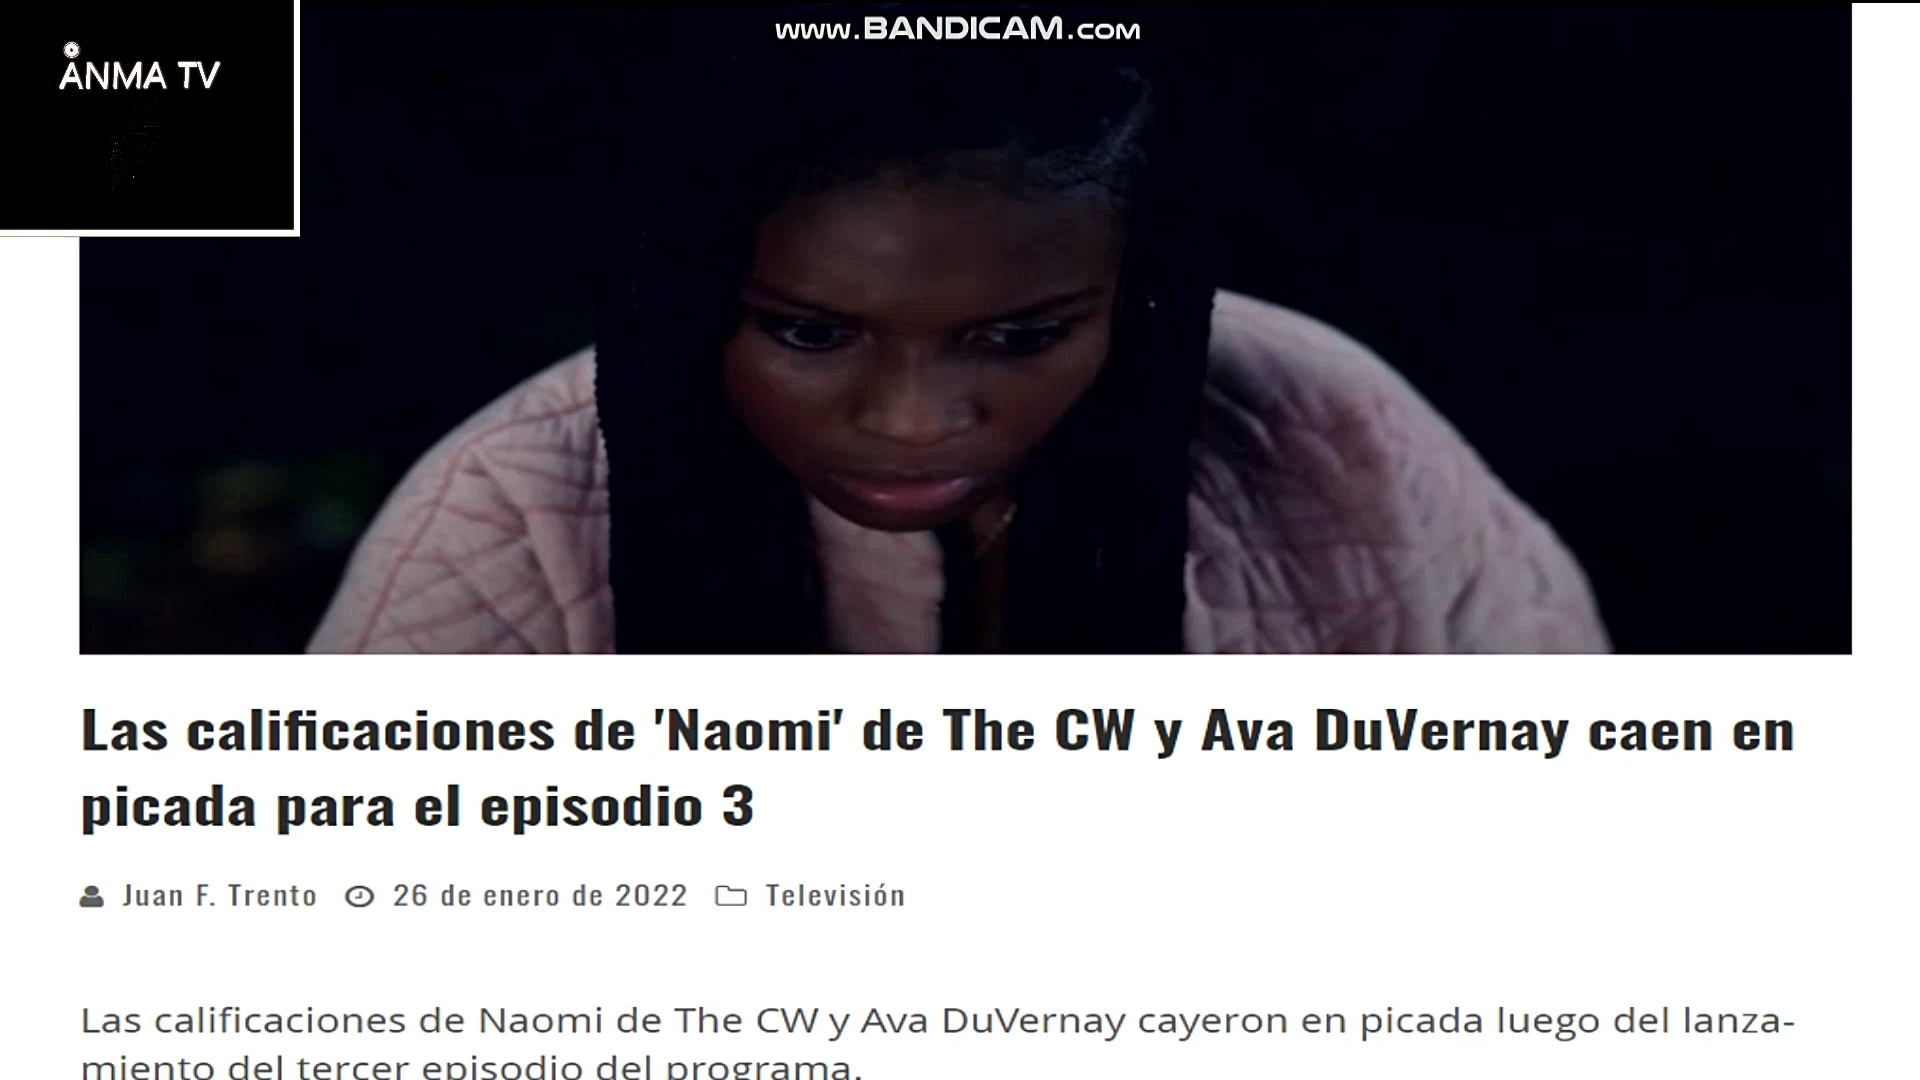 www.BANDICAM.COM
ANMA TV
Las calificaciones de 'Naomi' de The CW y Ava DuVernay caen en
picada para el episodio 3
Juan F. Trento 26 de enero de 2022 Televisión
Las calificaciones de Naomi de The CW y Ava DuVernay cayeron en picada luego del lanza-
miento del tercer episodio del programa.